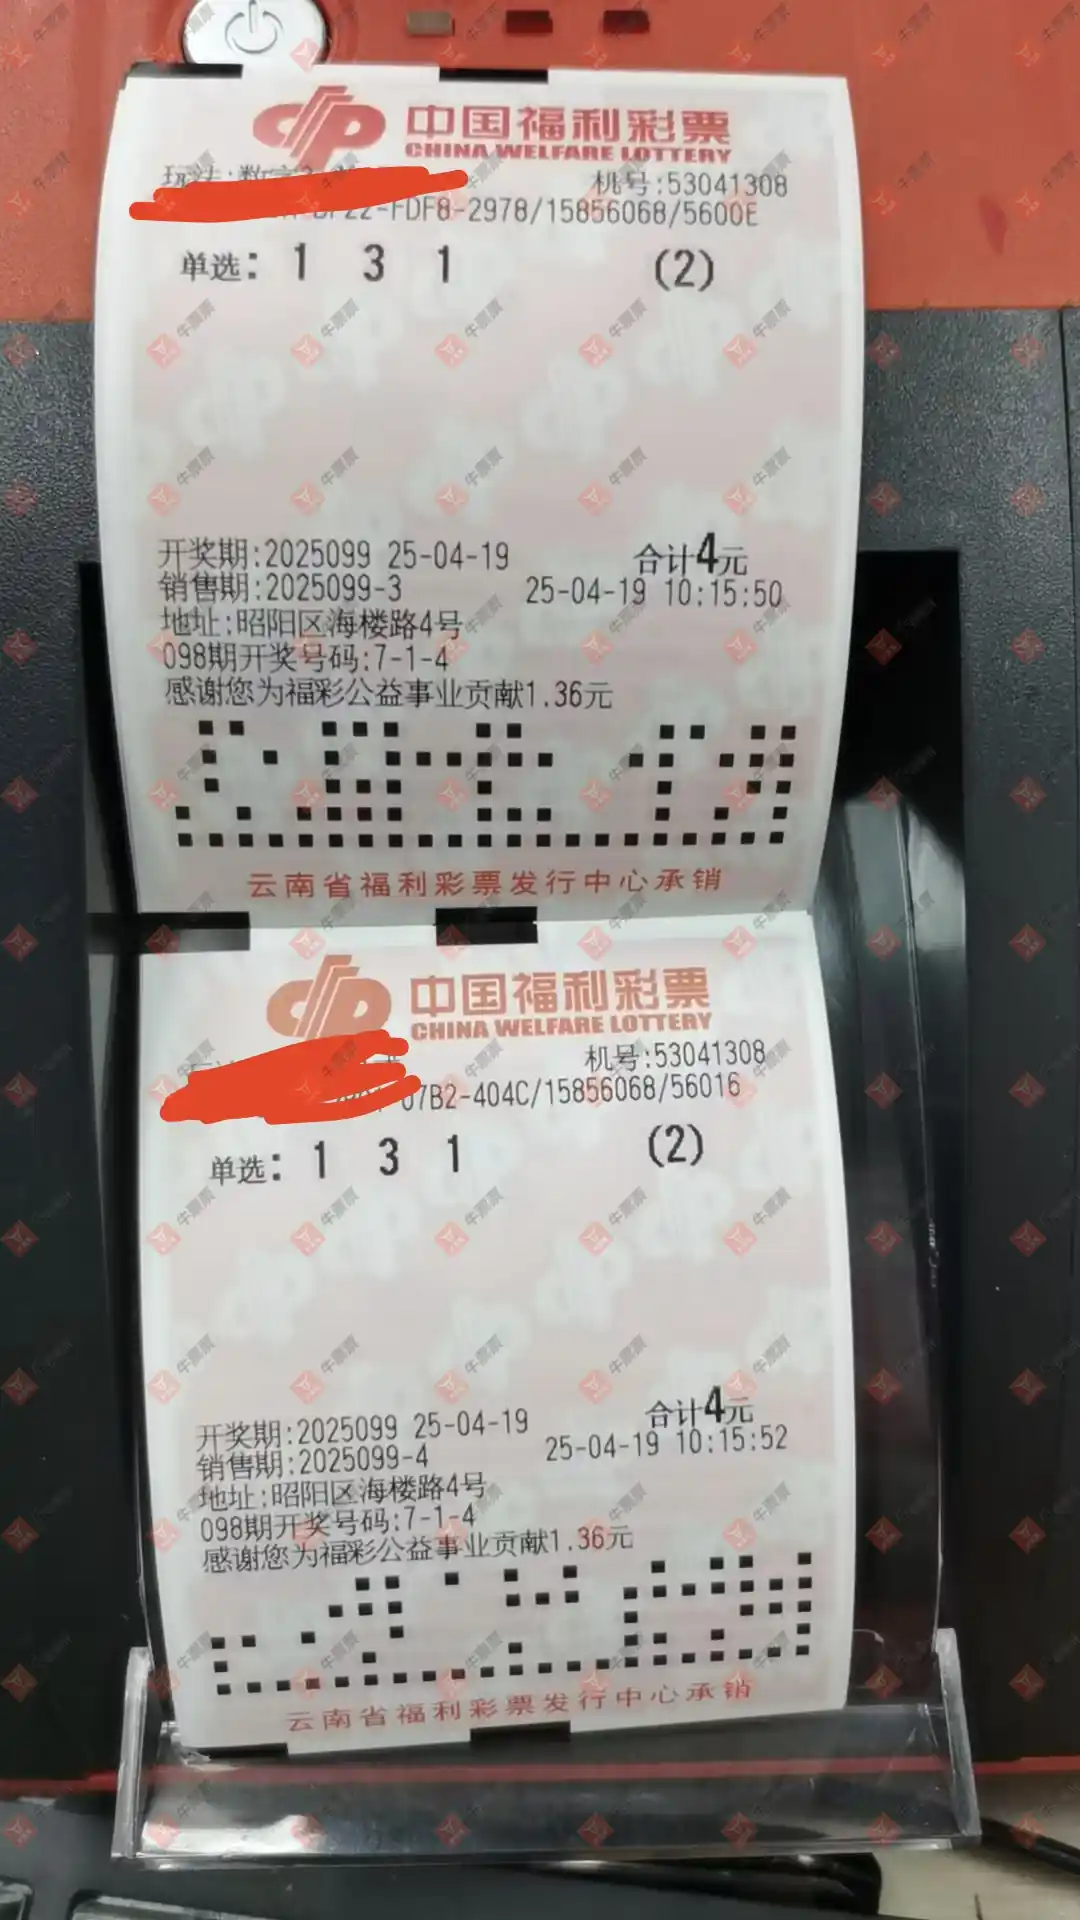 中国福利彩票
CHINA WELFARE LOTTERY
玩法:数字3
机号:53041308
-FDF8-2978/15856068/5600E
单选: 1 3 1 (2)
开奖期:2025099 25-04-19 合计4元
销售期:2025099-3 25-04-19 10:15:50
地址:昭阳区海楼路4号
098期开奖号码:7-1-4
感谢您为福彩公益事业贡献1.36元
云南省福利彩票发行中心承销
中国福利彩票
CHINA WELFARE LOTTERY
机号:53041308
07B2-404C/15856068/56016
单选: 1 3 1 (2)
开奖期:2025099 25-04-19 合计4元
销售期:2025099-4 25-04-19 10:15:52
地址:昭阳区海楼路4号
098期开奖号码:7-1-4
感谢您为福彩公益事业贡献1.36元
云南省福利彩票发行中心承销